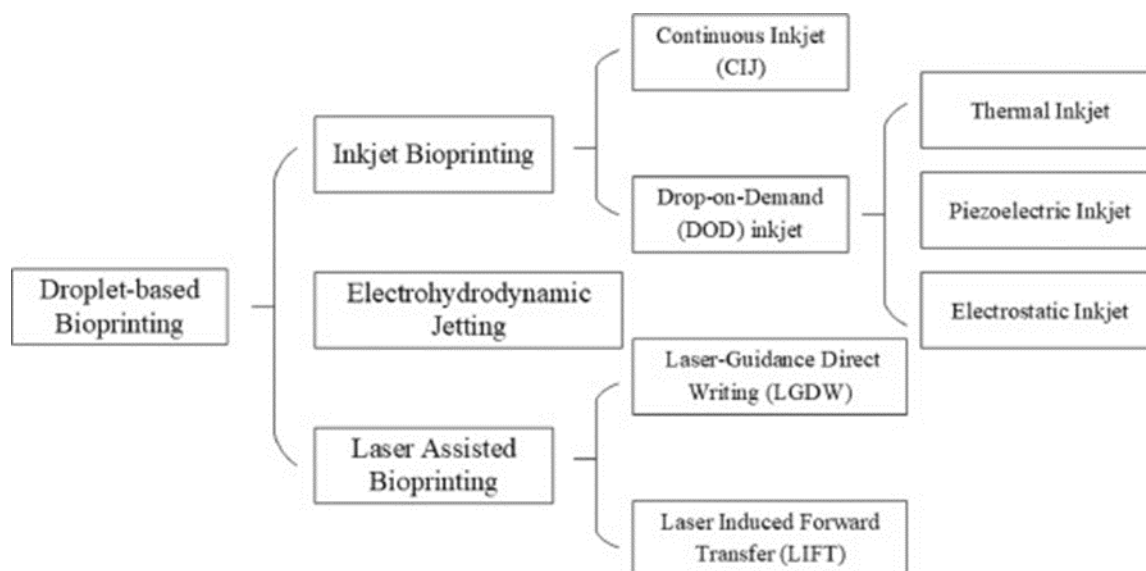 Continuous Inkjet
(CIJ)
Thermal Inkjet
Inkjet Bioprinting
Drop-on-Demand
(DOD) inkjet
Piezoelectric Inkjet
Droplet-based
Bioprinting
Electrohydrodynamic
Jetting
Electrostatic Inkjet
Laser-Guidance Direct
Writing (LGDW)
Laser Assisted
Bioprinting
Laser Induced Forward
Transfer (LIFT)